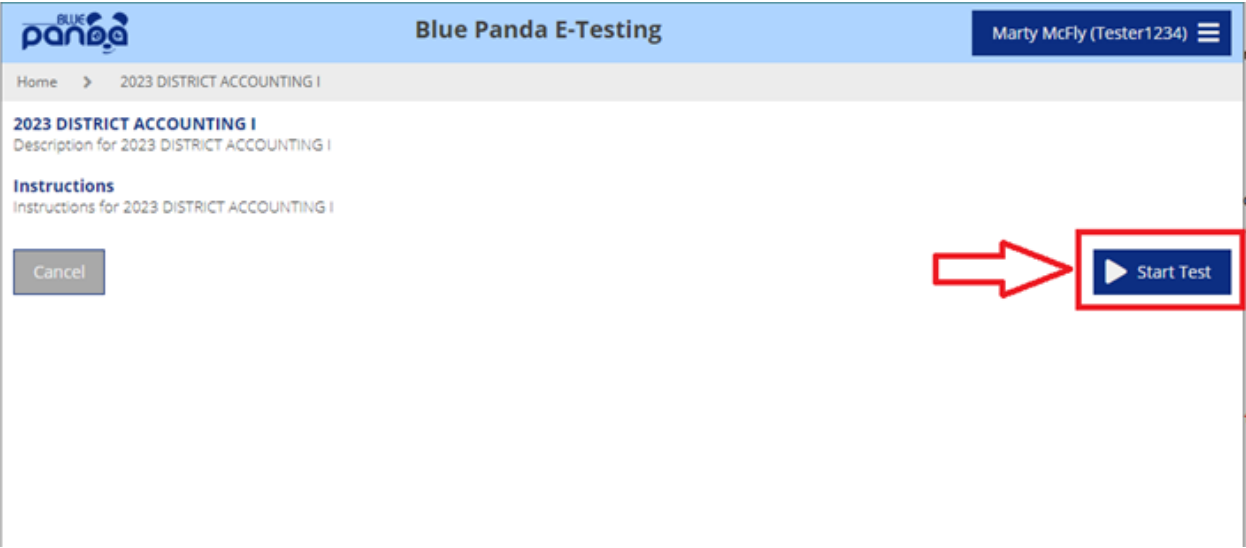 BLUE
panda
Blue Panda E-Testing
Marty McFly (Tester1234)
Home > 2023 DISTRICT ACCOUNTING I
2023 DISTRICT ACCOUNTING I
Description for 2023 DISTRICT ACCOUNTING I
Instructions
Instructions for 2023 DISTRICT ACCOUNTING I
Cancel
Start Test